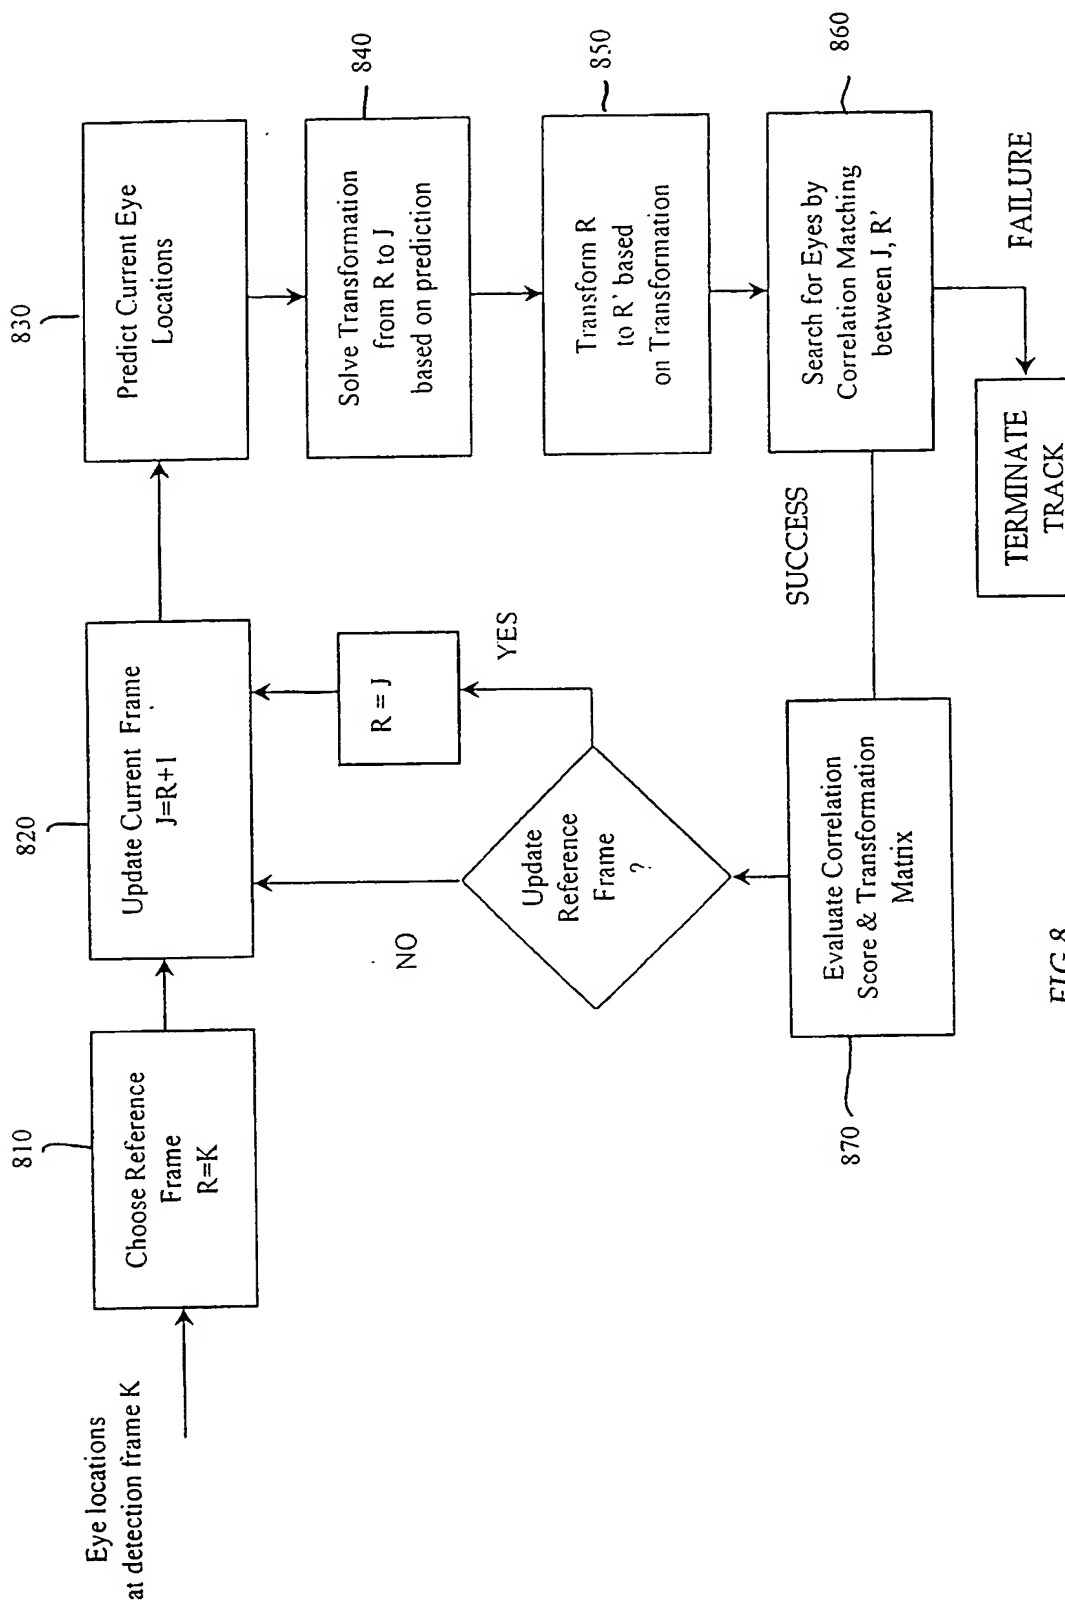 Eye locations
at detection frame K
810
Choose Reference
Frame
R=K
820
Update Current Frame
J=R+1
830
Predict Current Eye
Locations
840
Solve Transformation
from R to J
based on prediction
850
Transform R
to R' based
on Transformation
860
Search for Eyes by
Correlation Matching
between J, R'
FAILURE
TERMINATE
TRACK
SUCCESS
870
Evaluate Correlation
Score & Transformation
Matrix
Update
Reference
Frame
?
NO
YES
R = J
FIG 8